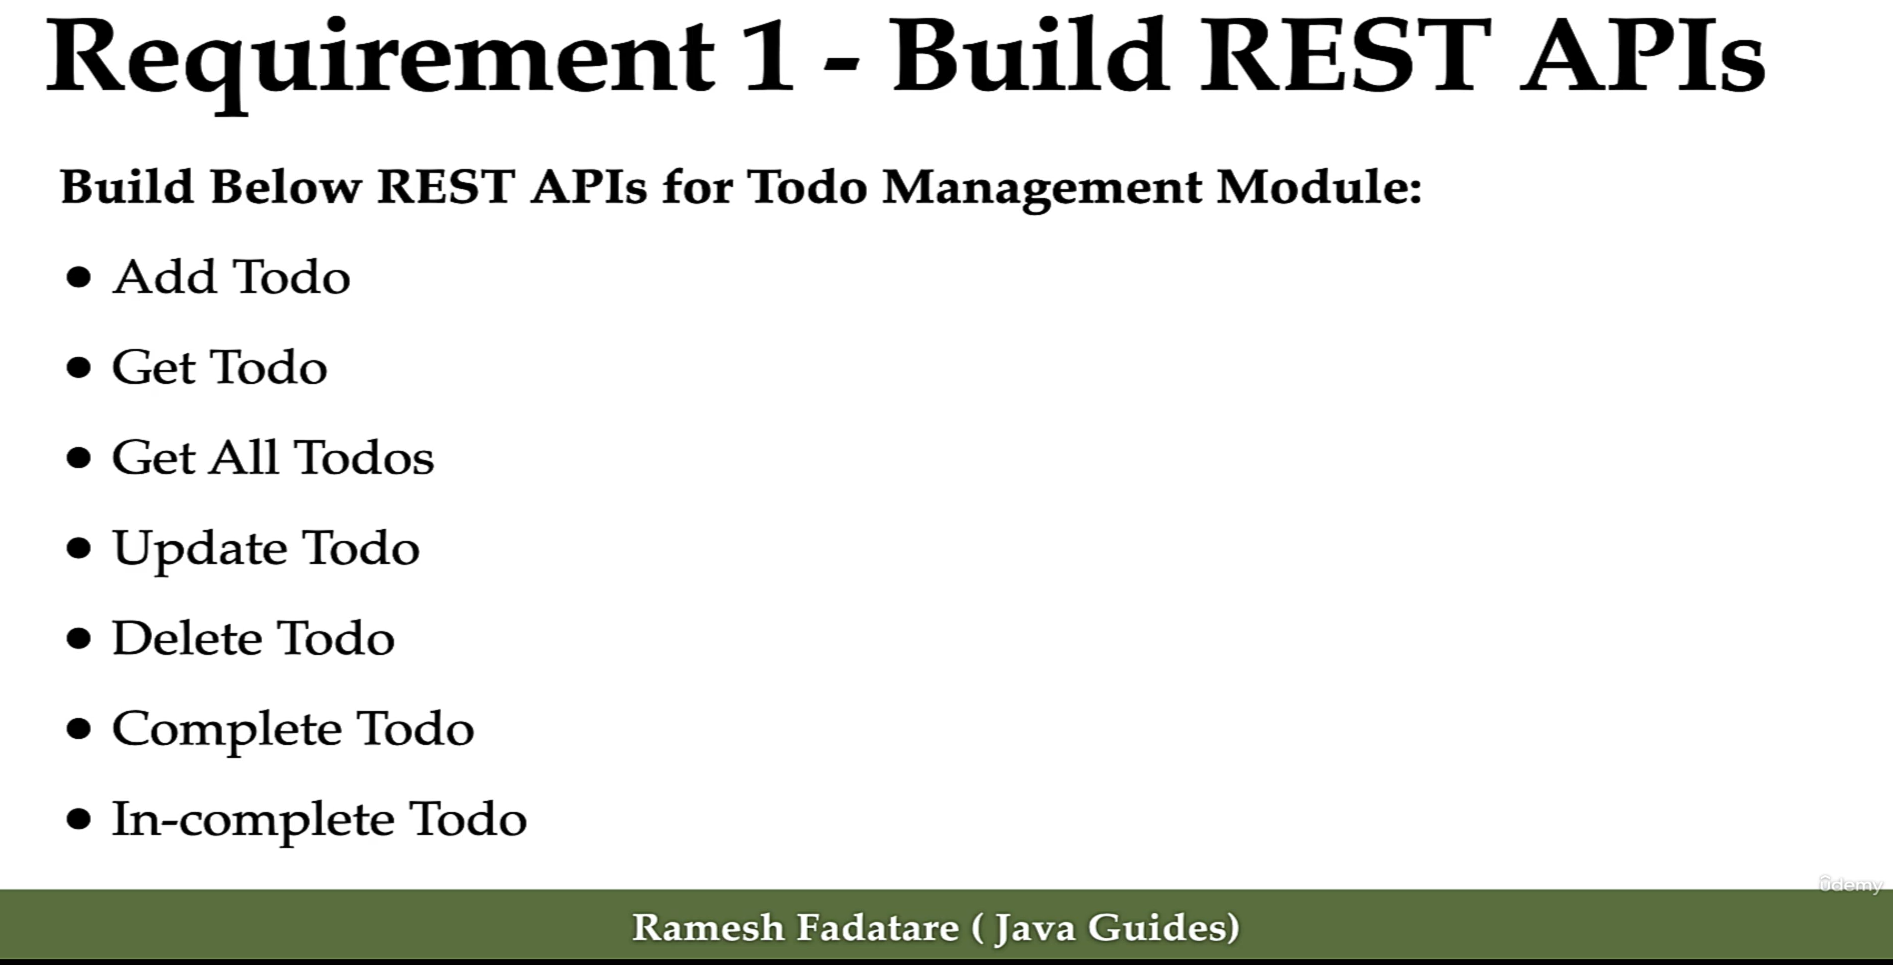 Requirement 1 - Build REST APIs
Build Below REST APIs for Todo Management Module:
• Add Todo
• Get Todo
• Get All Todos
• Update Todo
• Delete Todo
• Complete Todo
• In-complete Todo
ûdemy
Ramesh Fadatare ( Java Guides)